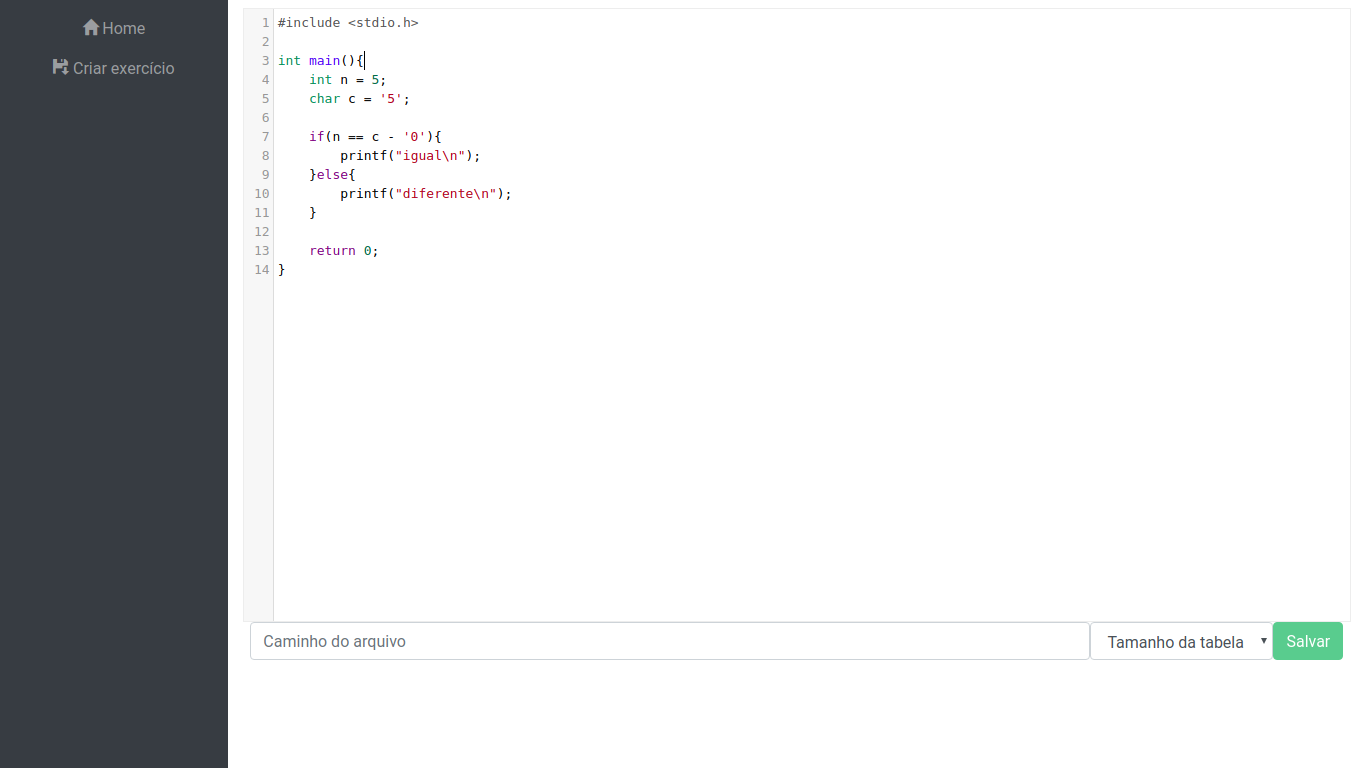 Home
Criar exercício
1 #include <stdio.h>
2
3 int main(){
4     int n = 5;
5     char c = '5';
6
7     if(n == c - '0'){
8         printf("igual\n");
9     }else{
10         printf("diferente\n");
11     }
12
13     return 0;
14 }
Caminho do arquivo Tamanho da tabela Salvar